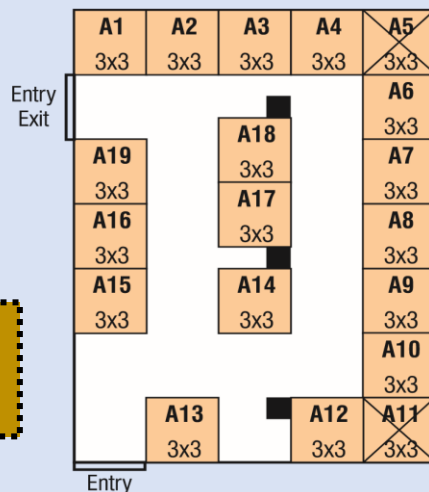 A1 A2 A3 A4 A5
3x3 3x3 3x3 3x3 3x3
Entry
Exit
A6
3x3
A18
3x3
A19
3x3
A7
3x3
A17
3x3
A16
3x3
A8
3x3
A15
3x3
A14
3x3
A9
3x3
A10
3x3
A13
3x3
A12
3x3
A11
3x3
Entry